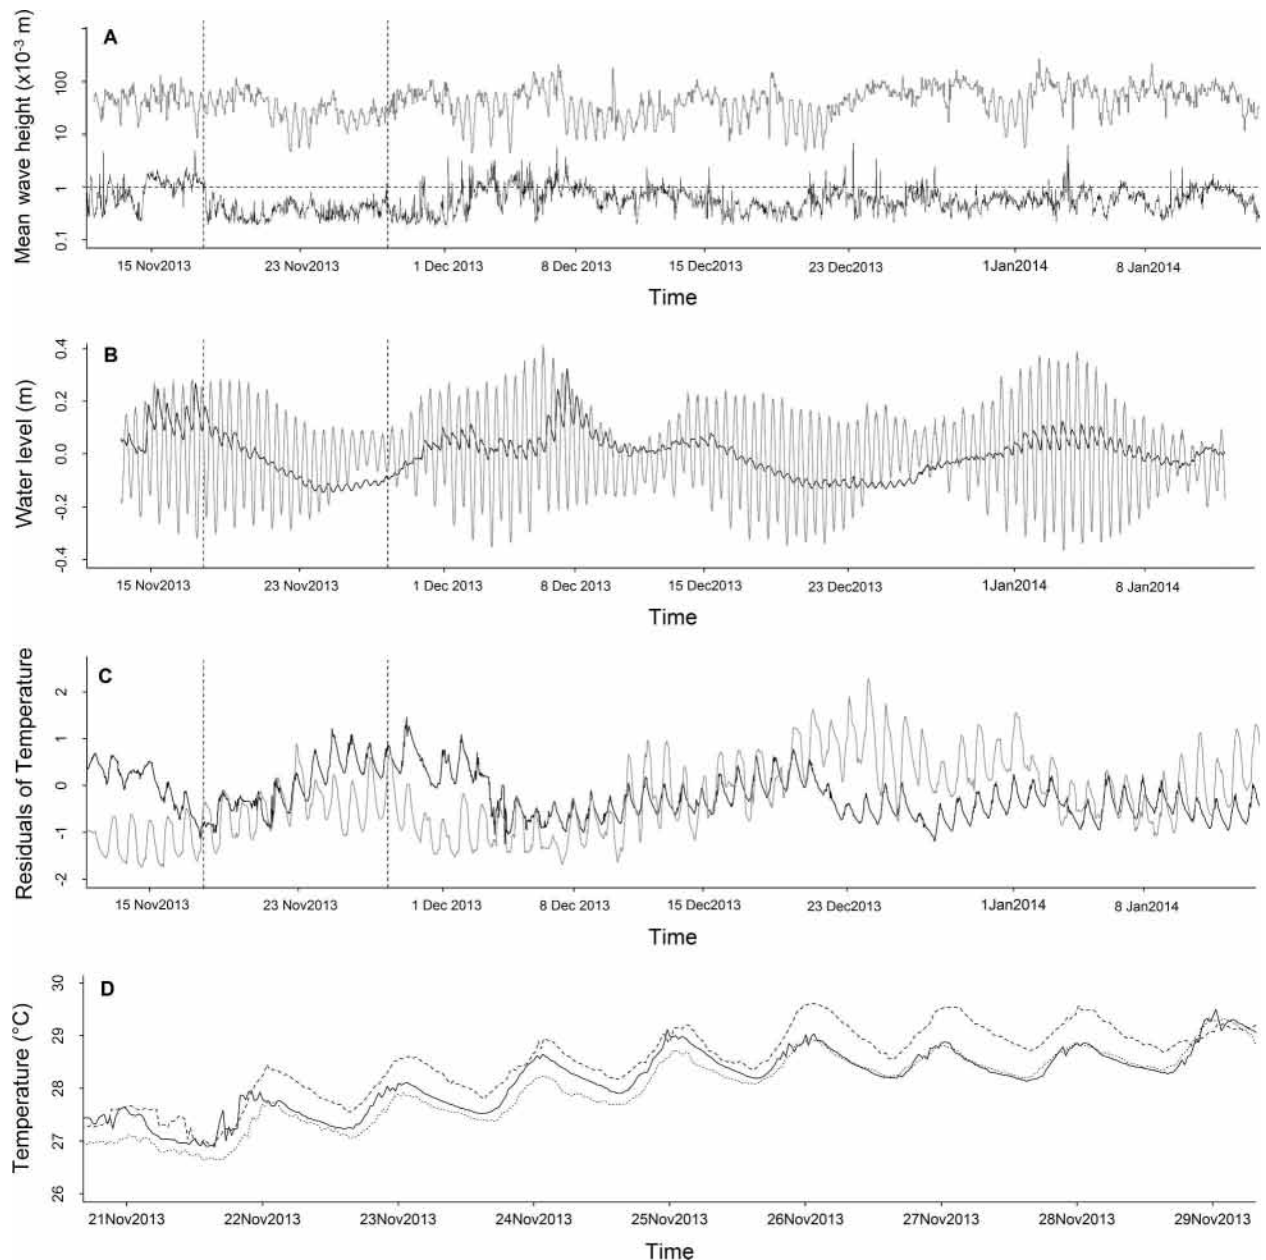 A
Mean wave height (x10-3 m)
100
10
1
0.1
15 Nov2013 23 Nov2013 1 Dec 2013 8 Dec 2013 15 Dec2013 23 Dec2013 1Jan2014 8 Jan2014
Time
B
Water level (m)
0.4
0.2
0.0
-0.2
-0.4
15 Nov2013 23 Nov2013 1 Dec 2013 8 Dec 2013 15 Dec2013 23 Dec2013 1Jan2014 8 Jan2014
Time
C
Residuals of Temperature
2
1
0
-1
-2
15 Nov2013 23 Nov2013 1 Dec 2013 8 Dec 2013 15 Dec2013 23 Dec2013 1Jan2014 8 Jan2014
Time
D
Temperature (°C)
30
29
28
27
26
21Nov2013 22Nov2013 23Nov2013 24Nov2013 25Nov2013 26Nov2013 27Nov2013 28Nov2013 29Nov2013
Time